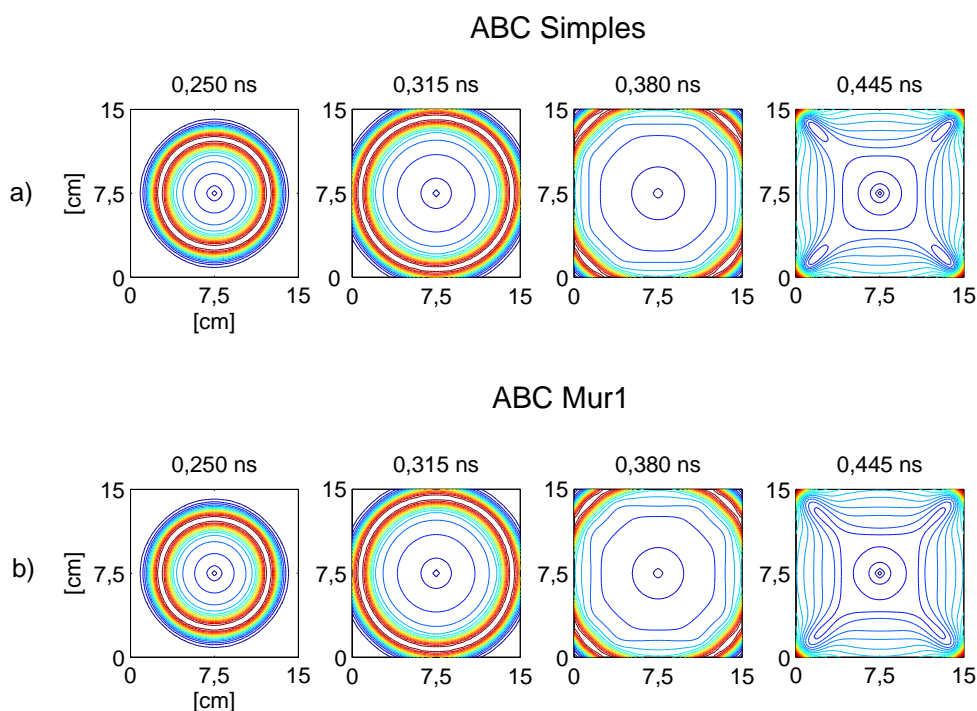 ABC Simples
0,250 ns 0,315 ns 0,380 ns 0,445 ns
a)
[cm]
15 15 15 15
7,5 7,5 7,5 7,5
0 0 0 0
0 7,5 15 0 7,5 15 0 7,5 15 0 7,5 15
[cm]
ABC Mur1
0,250 ns 0,315 ns 0,380 ns 0,445 ns
b)
[cm]
15 15 15 15
7,5 7,5 7,5 7,5
0 0 0 0
0 7,5 15 0 7,5 15 0 7,5 15 0 7,5 15
[cm]